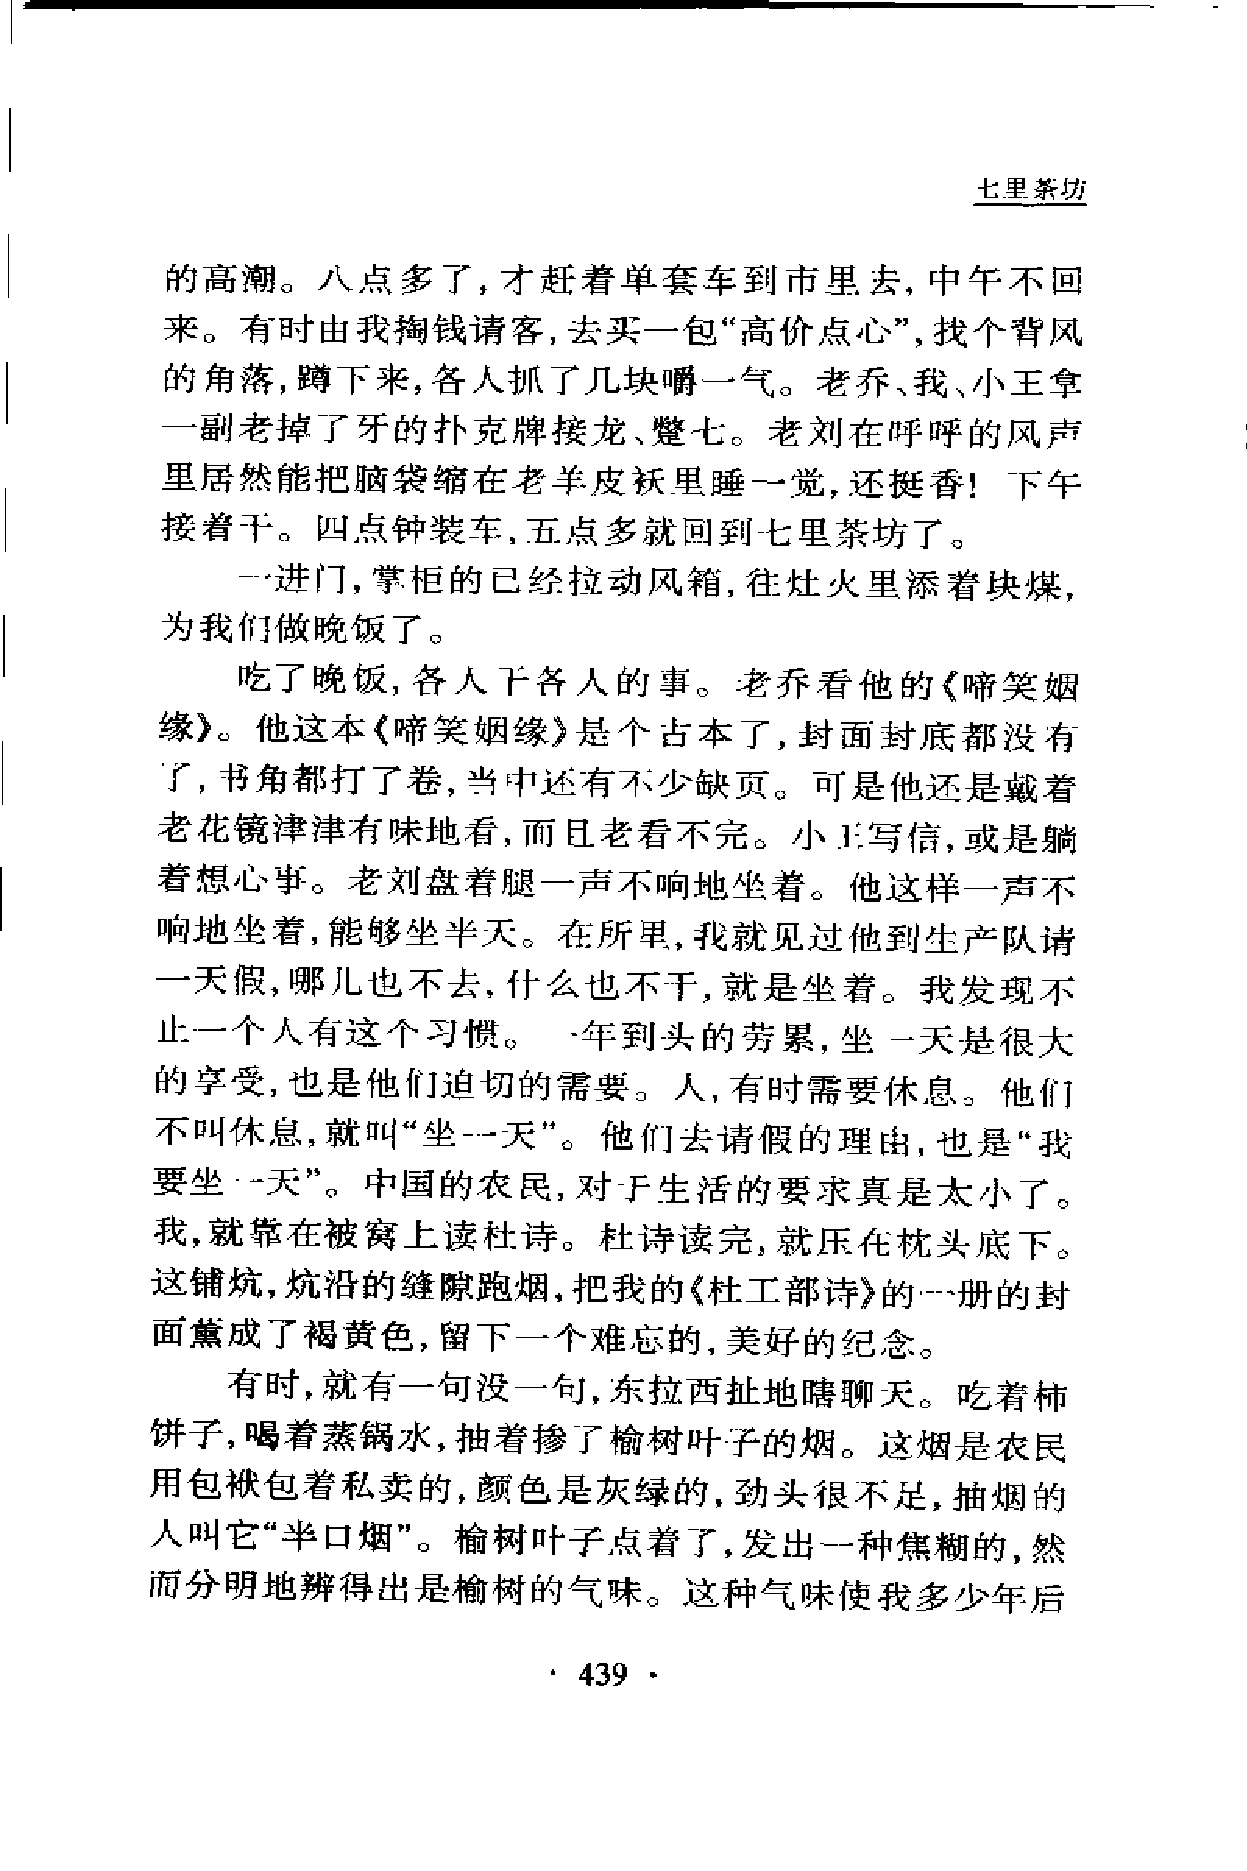 七里茶坊
的高潮。八点多了,才赶着单套车到市里去,中午不回
来。有时由我掏钱请客,去买一包“高价点心”,找个背风
的角落,蹲下来,各人抓了几块嚼一气。老乔、我、小王拿
一副老掉了牙的扑克牌接龙、蹩七。老刘在呼呼的风声
里居然能把脑袋缩在老羊皮袄里睡一觉,还挺香!下午
接着干。四点钟装车,五点多就回到七里茶坊了。
一进门,掌柜的已经拉动风箱,往灶火里添着块煤,
为我们做晚饭了。
吃了晚饭,各人干各人的事。老乔看他的《啼笑姻
缘》。他这本《啼笑姻缘》是个古本了,封面封底都没有
了,书角都打了卷,当中还有不少缺页。可是他还是戴着
老花镜津津有味地看,而且老看不完。小王写信,或是躺
着想心事。老刘盘着腿一声不响地坐着。他这样一声不
响地坐着,能够坐半天。在所里,我就见过他到生产队请
一天假,哪儿也不去,什么也不干,就是坐着。我发现不
止一个人有这个习惯。一年到头的劳累,坐一天是很大
的享受,也是他们迫切的需要。人,有时需要休息。他们
不叫休息,就叫“坐一天”。他们去请假的理由,也是“我
要坐一天”。中国的农民,对于生活的要求真是太小了。
我,就靠在被窝上读杜诗。杜诗读完,就压在枕头底下。
这铺炕,炕沿的缝隙跑烟,把我的《杜工部诗》的一册的封
面薰成了褐黄色,留下一个难忘的,美好的纪念。
有时,就有一句没一句,东拉西扯地瞎聊天。吃着柿
饼子,喝着蒸锅水,抽着掺了榆树叶子的烟。这烟是农民
用包袱包着私卖的,颜色是灰绿的,劲头很不足,抽烟的
人叫它“半口烟”。榆树叶子点着了,发出一种焦糊的,然
而分明地辨得出是榆树的气味。这种气味使我多少年后
· 439 ·